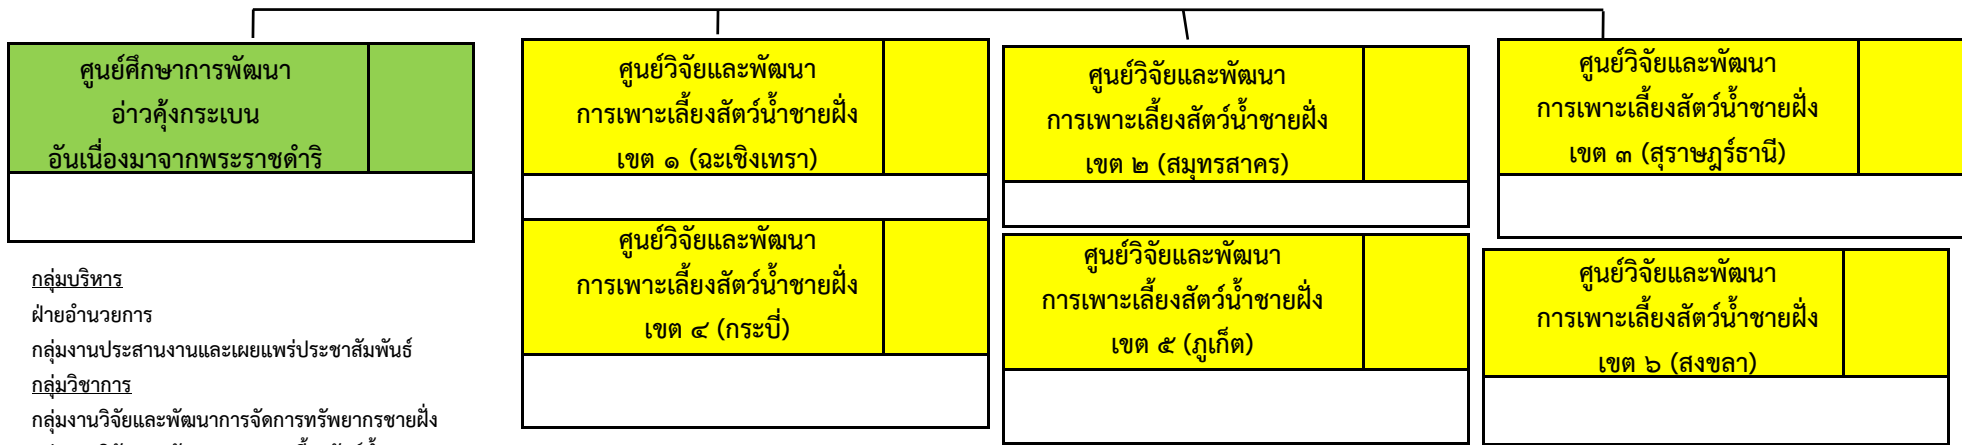 ศูนย์ศึกษาการพัฒนา
อ่าวคุ้งกระเบน
อันเนื่องมาจากพระราชดำริ
ศูนย์วิจัยและพัฒนา
การเพาะเลี้ยงสัตว์น้ำชายฝั่ง
เขต ๑ (ฉะเชิงเทรา)
ศูนย์วิจัยและพัฒนา
การเพาะเลี้ยงสัตว์น้ำชายฝั่ง
เขต ๒ (สมุทรสาคร)
ศูนย์วิจัยและพัฒนา
การเพาะเลี้ยงสัตว์น้ำชายฝั่ง
เขต ๓ (สุราษฎร์ธานี)
ศูนย์วิจัยและพัฒนา
การเพาะเลี้ยงสัตว์น้ำชายฝั่ง
เขต ๔ (กระบี่)
ศูนย์วิจัยและพัฒนา
การเพาะเลี้ยงสัตว์น้ำชายฝั่ง
เขต ๕ (ภูเก็ต)
ศูนย์วิจัยและพัฒนา
การเพาะเลี้ยงสัตว์น้ำชายฝั่ง
เขต ๖ (สงขลา)
กลุ่มบริหาร
ฝ่ายอำนวยการ
กลุ่มงานประสานงานและเผยแพร่ประชาสัมพันธ์
กลุ่มวิชาการ
กลุ่มงานวิจัยและพัฒนาการจัดการทรัพยากรชายฝั่ง